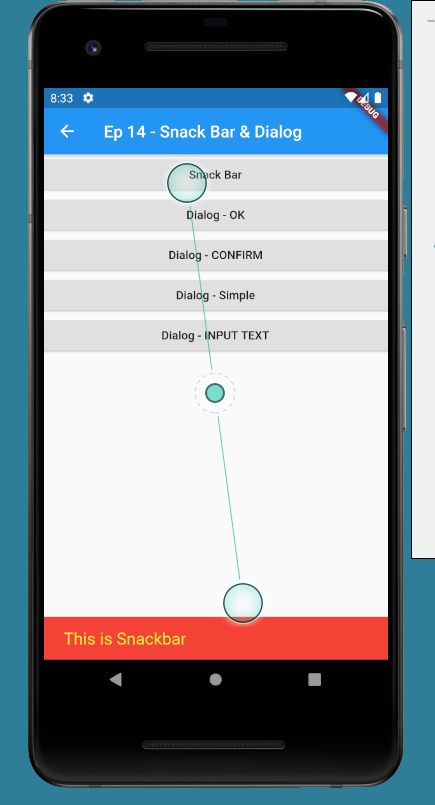 8:33
DEBUG
Ep 14 - Snack Bar & Dialog
Snack Bar
Dialog - OK
Dialog - CONFIRM
Dialog - Simple
Dialog - INPUT TEXT
This is Snackbar